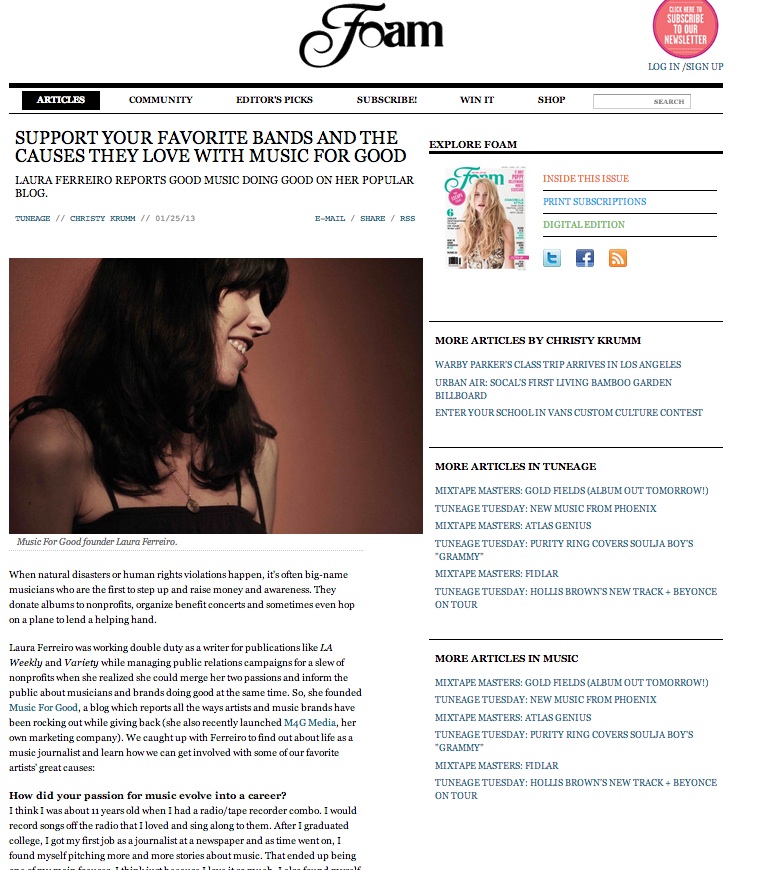 Foam
CLICK HERE TO
SUBSCRIBE
TO OUR
NEWSLETTER
LOG IN /SIGN UP
ARTICLES COMMUNITY EDITOR'S PICKS SUBSCRIBE! WIN IT SHOP SEARCH
SUPPORT YOUR FAVORITE BANDS AND THE
CAUSES THEY LOVE WITH MUSIC FOR GOOD
LAURA FERREIRO REPORTS GOOD MUSIC DOING GOOD ON HER POPULAR
BLOG.
TUNEAGE // CHRISTY KRUMM // 01/25/13 E-MAIL / SHARE / RSS
Music For Good founder Laura Ferreiro.
When natural disasters or human rights violations happen, it's often big-name
musicians who are the first to step up and raise money and awareness. They
donate albums to nonprofits, organize benefit concerts and sometimes even hop
on a plane to lend a helping hand.
Laura Ferreiro was working double duty as a writer for publications like LA
Weekly and Variety while managing public relations campaigns for a slew of
nonprofits when she realized she could merge her two passions and inform the
public about musicians and brands doing good at the same time. So, she founded
Music For Good, a blog which reports all the ways artists and music brands have
been rocking out while giving back (she also recently launched M4G Media, her
own marketing company). We caught up with Ferreiro to find out about life as a
music journalist and learn how we can get involved with some of our favorite
artists' great causes:
How did your passion for music evolve into a career?
I think I was about 11 years old when I had a radio/tape recorder combo. I would
record songs off the radio that I loved and sing along to them. After I graduated
college, I got my first job as a journalist at a newspaper and as time went on, I
found myself pitching more and more stories about music. That ended up being
EXPLORE FOAM
Foam
INSIDE THIS ISSUE
PRINT SUBSCRIPTIONS
DIGITAL EDITION
MORE ARTICLES BY CHRISTY KRUMM
WARBY PARKER'S CLASS TRIP ARRIVES IN LOS ANGELES
URBAN AIR: SOCAL'S FIRST LIVING BAMBOO GARDEN
BILLBOARD
ENTER YOUR SCHOOL IN VANS CUSTOM CULTURE CONTEST
MORE ARTICLES IN TUNEAGE
MIXTAPE MASTERS: GOLD FIELDS (ALBUM OUT TOMORROW!)
TUNEAGE TUESDAY: NEW MUSIC FROM PHOENIX
MIXTAPE MASTERS: ATLAS GENIUS
TUNEAGE TUESDAY: PURITY RING COVERS SOULJA BOY'S
"GRAMMY"
MIXTAPE MASTERS: FIDLAR
TUNEAGE TUESDAY: HOLLIS BROWN'S NEW TRACK + BEYONCE
ON TOUR
MORE ARTICLES IN MUSIC
MIXTAPE MASTERS: GOLD FIELDS (ALBUM OUT TOMORROW!)
TUNEAGE TUESDAY: NEW MUSIC FROM PHOENIX
MIXTAPE MASTERS: ATLAS GENIUS
TUNEAGE TUESDAY: PURITY RING COVERS SOULJA BOY'S
"GRAMMY"
MIXTAPE MASTERS: FIDLAR
TUNEAGE TUESDAY: HOLLIS BROWN'S NEW TRACK + BEYONCE
ON TOUR